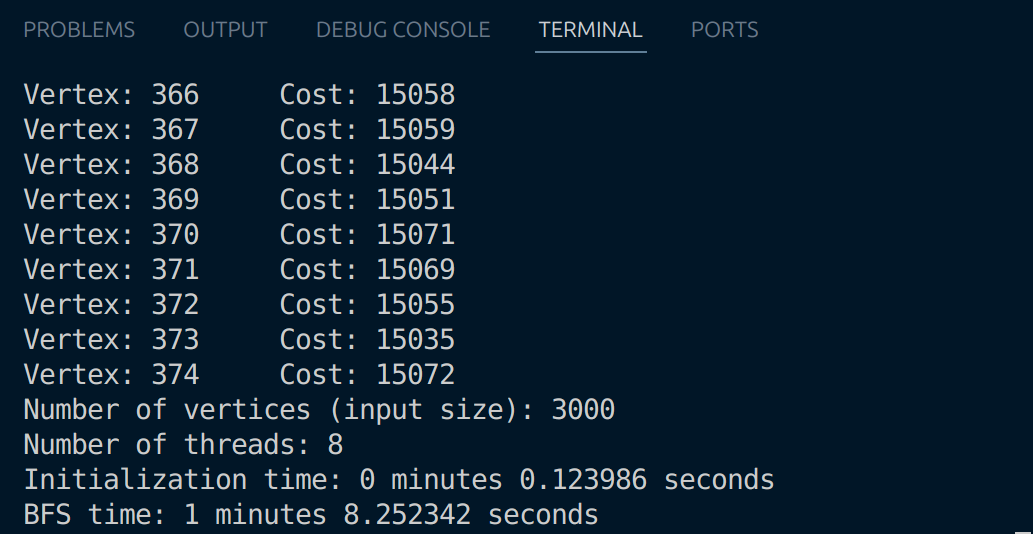 PROBLEMS OUTPUT DEBUG CONSOLE TERMINAL PORTS
Vertex: 366 Cost: 15058
Vertex: 367 Cost: 15059
Vertex: 368 Cost: 15044
Vertex: 369 Cost: 15051
Vertex: 370 Cost: 15071
Vertex: 371 Cost: 15069
Vertex: 372 Cost: 15055
Vertex: 373 Cost: 15035
Vertex: 374 Cost: 15072
Number of vertices (input size): 3000
Number of threads: 8
Initialization time: 0 minutes 0.123986 seconds
BFS time: 1 minutes 8.252342 seconds